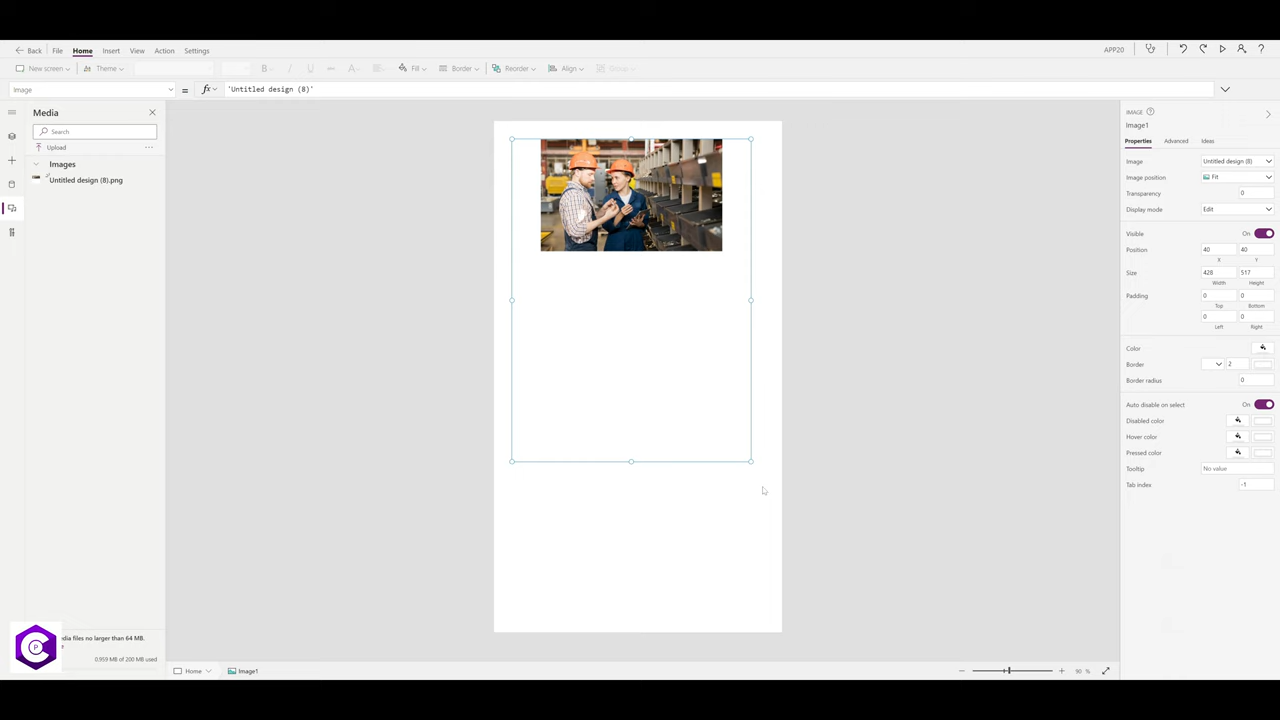 Back File Home Insert View Action Settings APP20
New screen Theme B Fill Border Reorder Align Group
Image = fx 'Untitled design (8)'
Media
Search
Upload ...
Images
Untitled design (8).png
edia files no larger than 64 MB.
0.959 MB of 200 MB used
CP
Home Image1
90 %
IMAGE
Image1
Properties Advanced Ideas
Image Untitled design (8)
Image position Fit
Transparency 0
Display mode Edit
Visible On
Position 40 40
X Y
Size 428 517
Width Height
Padding 0 0
Top Bottom
0 0
Left Right
Color
Border 2
Border radius 0
Auto disable on select On
Disabled color
Hover color
Pressed color
Tooltip No value
Tab index -1